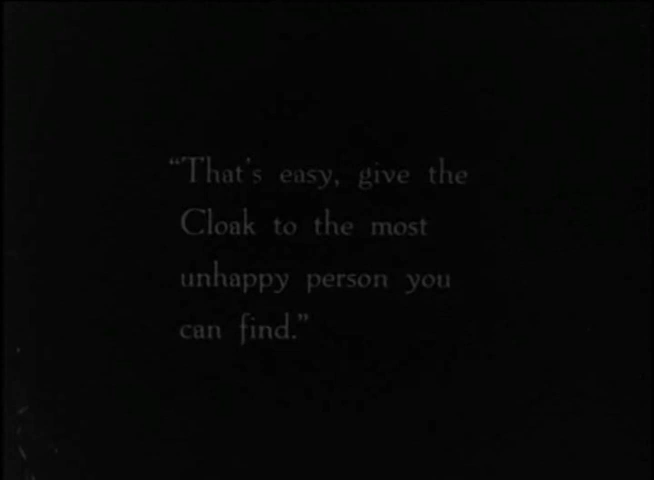 “That's easy, give the
Cloak to the most
unhappy person you
can find.”